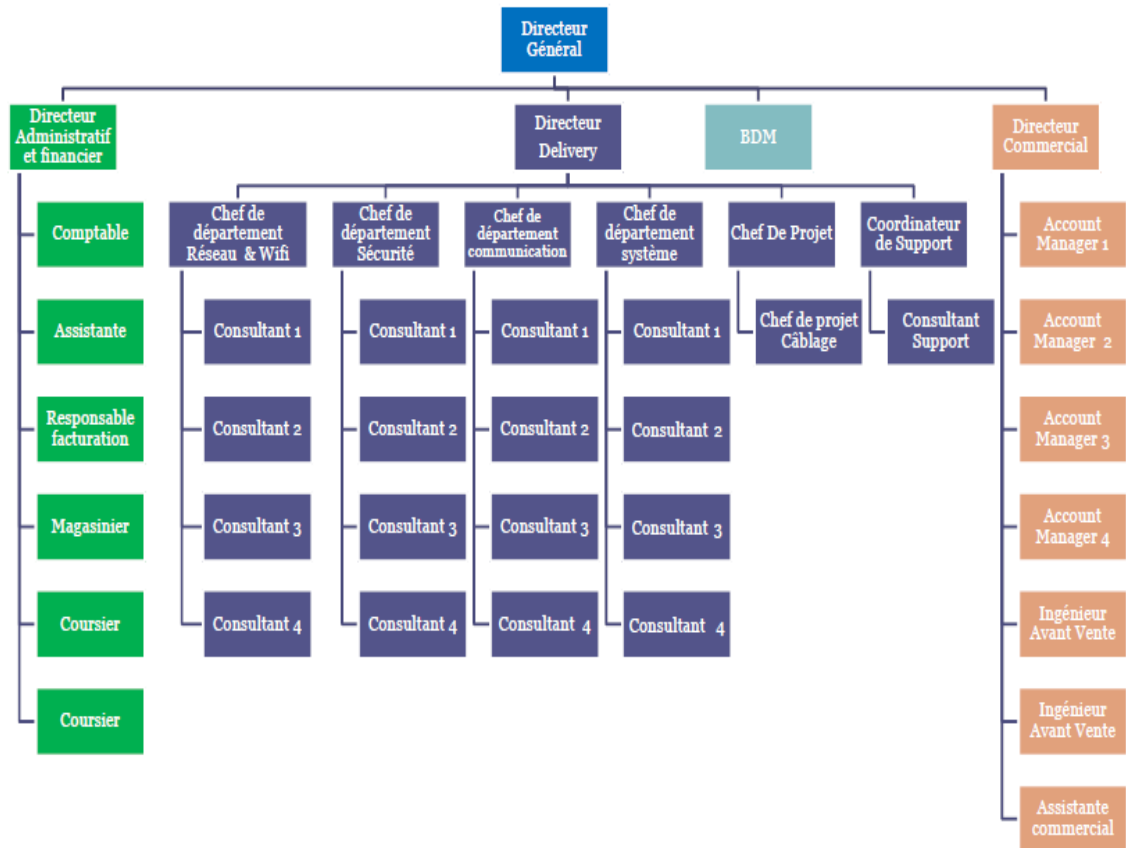 Directeur
Général
Directeur
Administratif
et financier
Directeur
Delivery
BDM
Directeur
Commercial
Comptable
Chef de
département
Réseau & Wifi
Chef de
département
Sécurité
Chef de
département
communication
Chef de
département
système
Chef De Projet
Coordinateur
de Support
Account
Manager 1
Assistante
Consultant 1
Consultant 1
Consultant 1
Consultant 1
Chef de projet
Câblage
Consultant
Support
Account
Manager 2
Responsable
facturation
Consultant 2
Consultant 2
Consultant 2
Consultant 2
Account
Manager 3
Magasinier
Consultant 3
Consultant 3
Consultant 3
Consultant 3
Account
Manager 4
Coursier
Consultant 4
Consultant 4
Consultant 4
Consultant 4
Ingénieur
Avant Vente
Coursier
Ingénieur
Avant Vente
Assistante
commercial